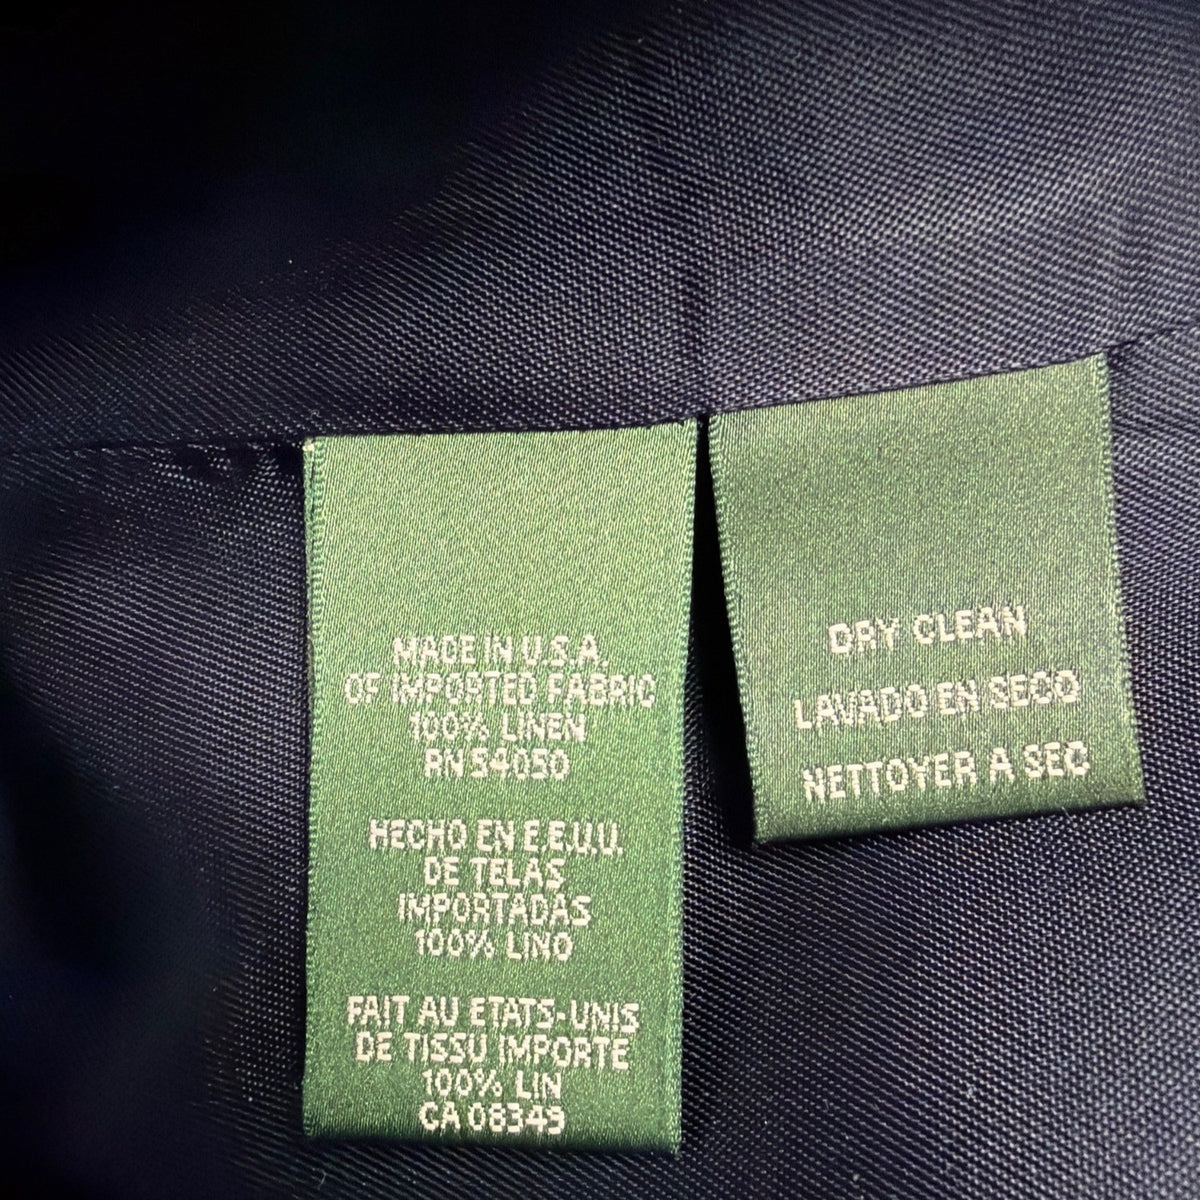 MADE IN U.S.A.
OF IMPORTED FABRIC
100% LINEN
RN 54050
HECHO EN E.E.U.U.
DE TELAS
IMPORTADAS
100% LINO
FAIT AU ETATS-UNIS
DE TISSU IMPORTE
100% LIN
CA 08349
DRY CLEAN
LAVADO EN SECO
NETTOYER A SEC